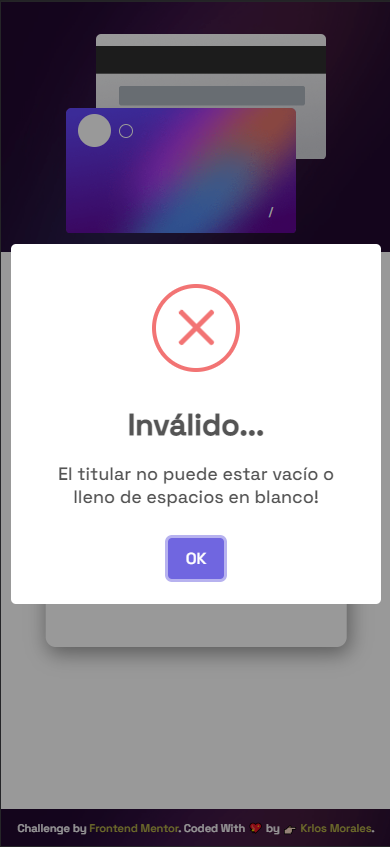 /
Inválido...
El titular no puede estar vacío o
lleno de espacios en blanco!
OK
Challenge by Frontend Mentor. Coded With by Krlos Morales.